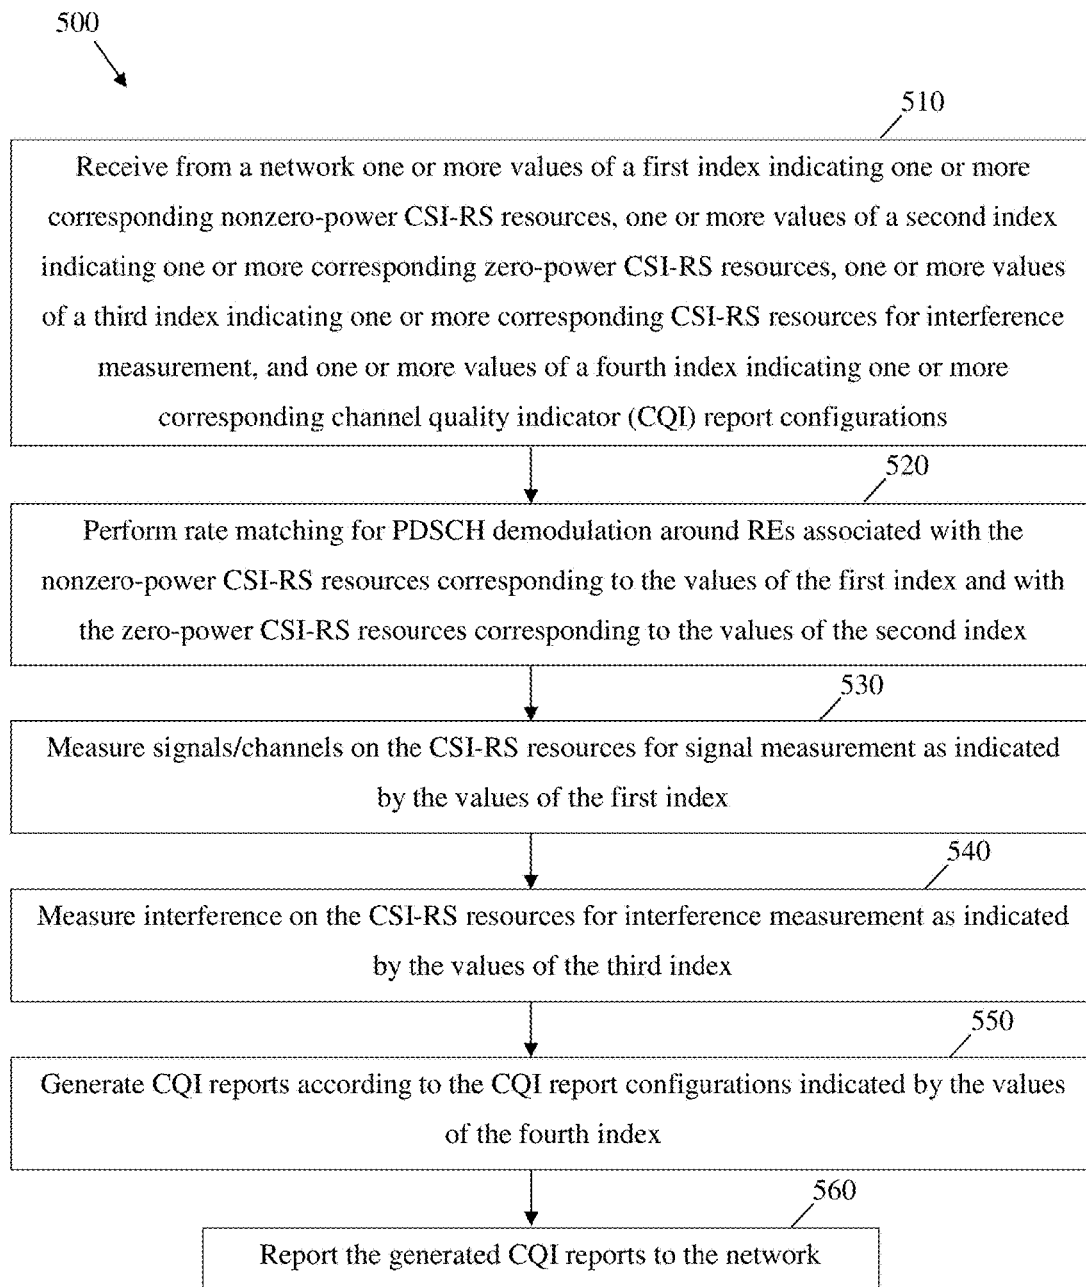 500
510
Receive from a network one or more values of a first index indicating one or more
corresponding nonzero-power CSI-RS resources, one or more values of a second index
indicating one or more corresponding zero-power CSI-RS resources, one or more values
of a third index indicating one or more corresponding CSI-RS resources for interference
measurement, and one or more values of a fourth index indicating one or more
corresponding channel quality indicator (CQI) report configurations
520
Perform rate matching for PDSCH demodulation around REs associated with the
nonzero-power CSI-RS resources corresponding to the values of the first index and with
the zero-power CSI-RS resources corresponding to the values of the second index
530
Measure signals/channels on the CSI-RS resources for signal measurement as indicated
by the values of the first index
540
Measure interference on the CSI-RS resources for interference measurement as indicated
by the values of the third index
550
Generate CQI reports according to the CQI report configurations indicated by the values
of the fourth index
560
Report the generated CQI reports to the network